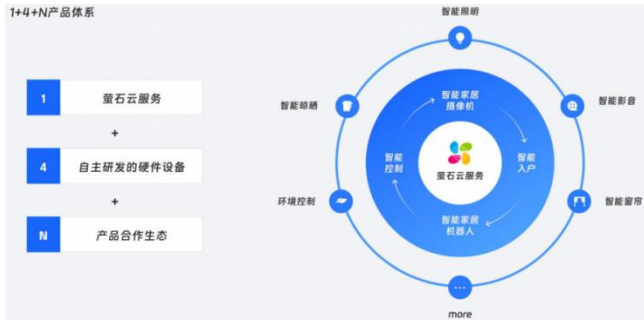 1+4+N产品体系
1
萤石云服务
+
4
自主研发的硬件设备
+
N
产品合作生态
智能照明
智能晾晒
智能影音
智能家居
摄像机
智能
控制
智能
入户
萤石云服务
智能家居
机器人
环境控制
智能窗帘
more